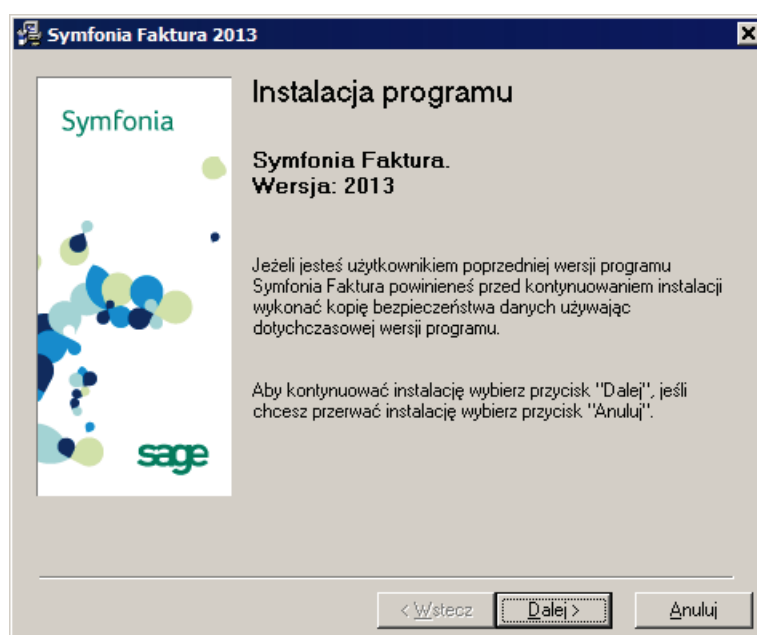 Symfonia Faktura 2013
Symfonia
Instalacja programu
Symfonia Faktura.
Wersja: 2013
Jeżeli jesteś użytkownikiem poprzedniej wersji programu
Symfonia Faktura powinieneś przed kontynuowaniem instalacji
wykonać kopię bezpieczeństwa danych używając
dotychczasowej wersji programu.
Aby kontynuować instalację wybierz przycisk "Dalej", jeśli
chcesz przerwać instalację wybierz przycisk "Anuluj".
sage
< Wstecz
Dalej >
Anuluj